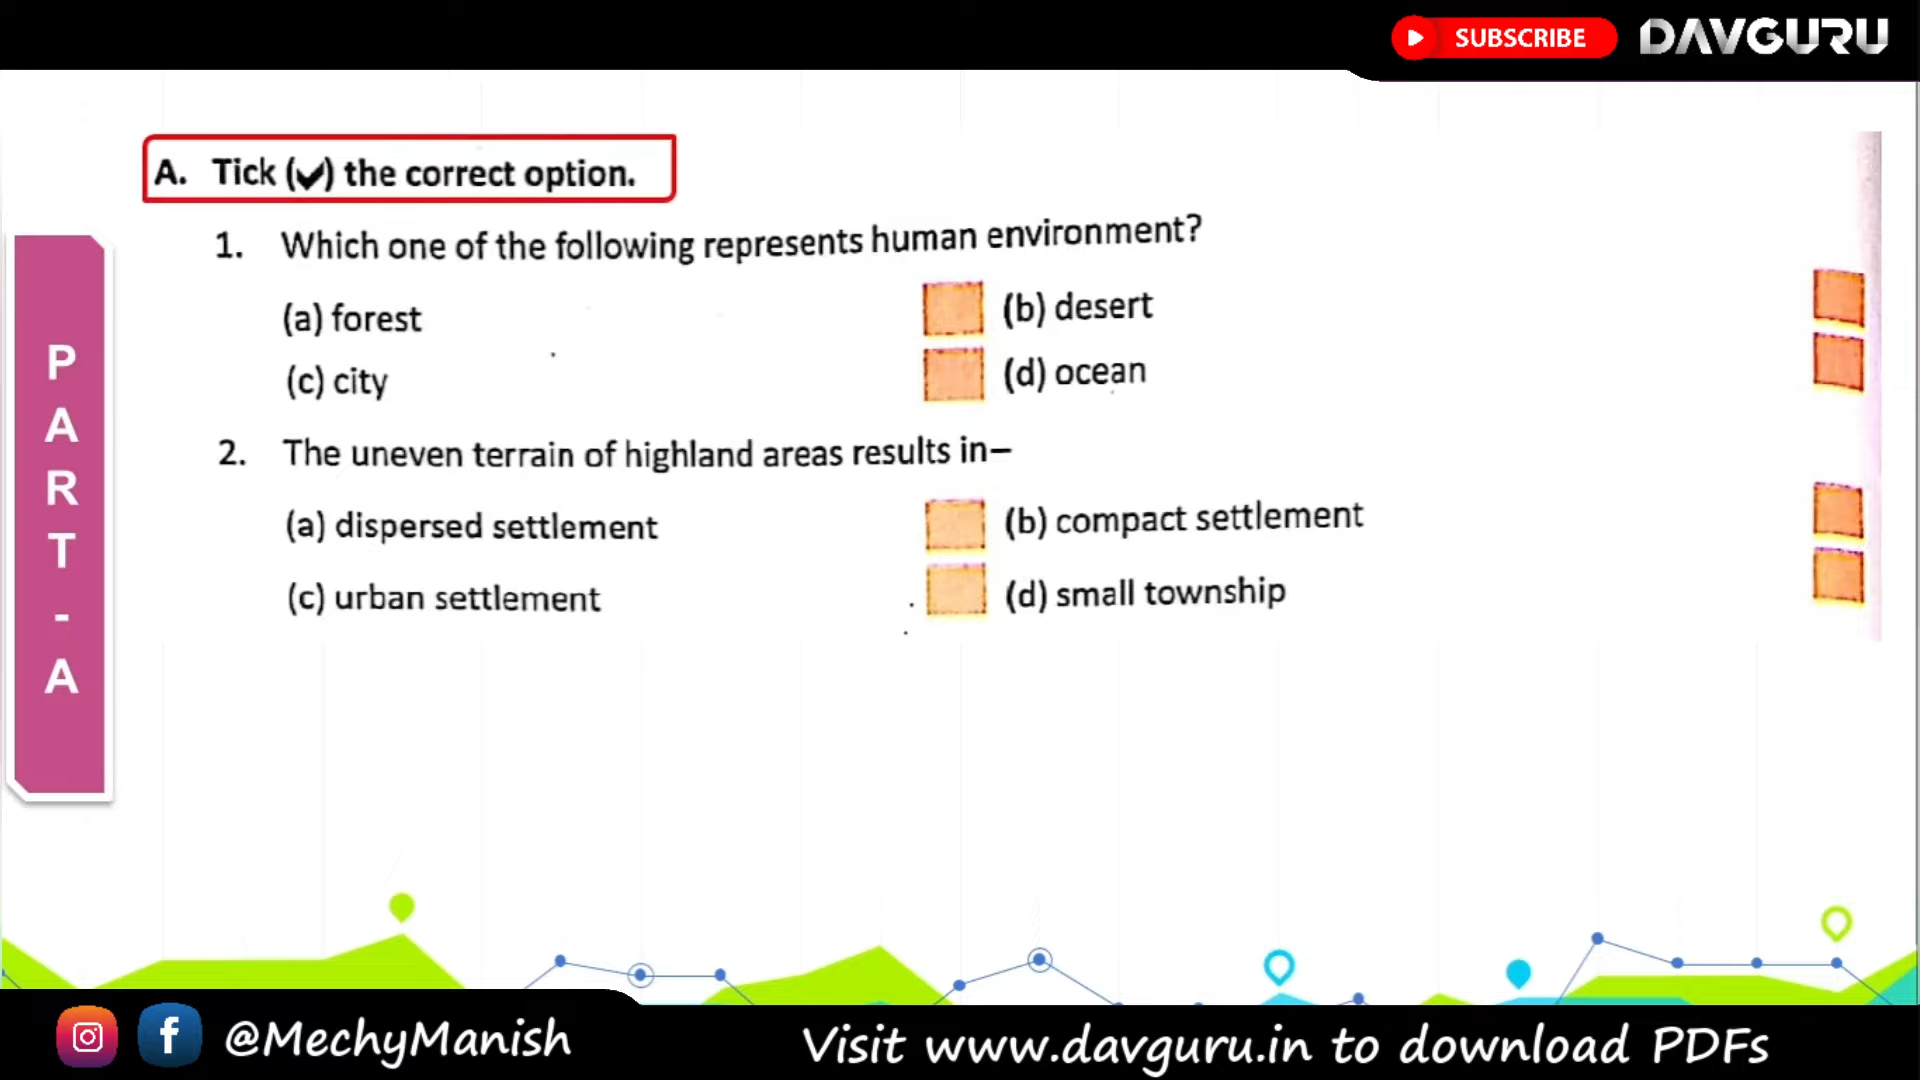 SUBSCRIBE DAVGURU
A. Tick (✔) the correct option.
1. Which one of the following represents human environment?
(a) forest (b) desert
(c) city (d) ocean
2. The uneven terrain of highland areas results in–
(a) dispersed settlement (b) compact settlement
(c) urban settlement (d) small township
PART-A
@MechyManish Visit www.davguru.in to download PDFs